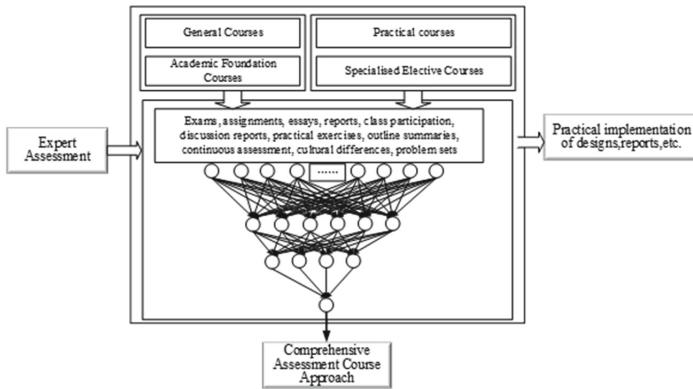 General Courses
Practical courses
Academic Foundation
Courses
Specialised Elective Courses
Exams, assignments, essays, reports, class participation,
discussion reports, practical exercises, outline summaries,
continuous assessment, cultural differences, problem sets
Expert
Assessment
Practical implementation
of designs,reports,etc.
......
Comprehensive
Assessment Course
Approach